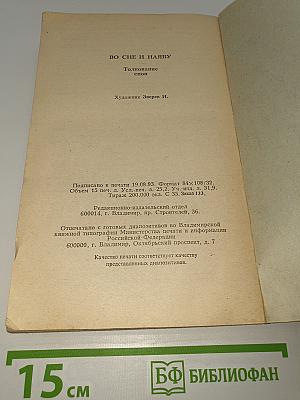 ВО СНЕ И НАЯВУ
Толкование
снов
Художник Зверев И.
Подписано к печати 19.08.93. Формат 84×108/32.
Объем 15 печ. л. Усл.-печ. л. 25,2. Уч.-изд. л. 31,9.
Тираж 200.000 экз. С 33. Заказ 133.
Редакционно-издательский отдел
600014, г. Владимир, пр. Строителей, 36.
Отпечатано с готовых диапозитивов во Владимирской
книжной типографии Министерства печати и информации
Российской Федерации
600000, г. Владимир, Октябрьский проспект, д. 7
Качество печати соответствует качеству
представленных диапозитивов.
15 см
БФ БИБЛИОФАН